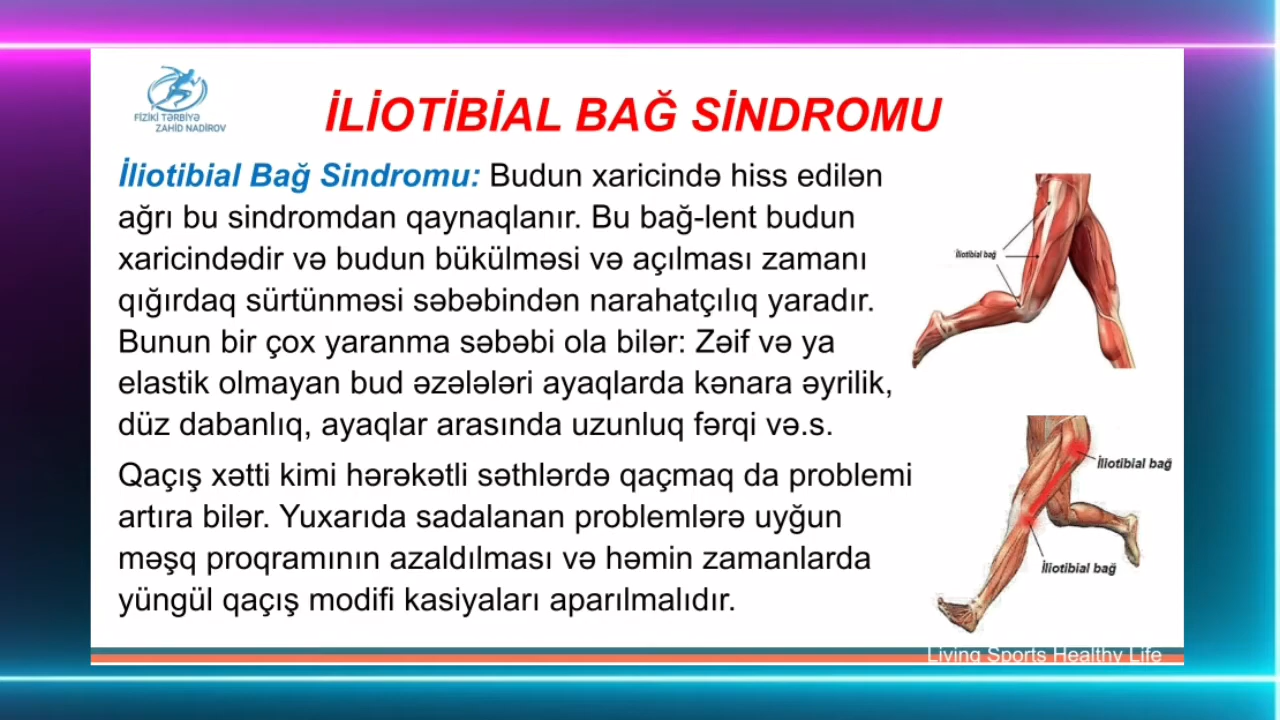 FİZİKİ TƏRBİYƏ
ZAHİD NADİROV
İLİOTİBİAL BAĞ SİNDROMU
İliotibial Bağ Sindromu: Budun xaricində hiss edilən
ağrı bu sindromdan qaynaqlanır. Bu bağ-lent budun
xaricindədir və budun bükülməsi və açılması zamanı
qığırdaq sürtünməsi səbəbindən narahatçılıq yaradır.
Bunun bir çox yaranma səbəbi ola bilər: Zəif və ya
elastik olmayan bud əzələləri ayaqlarda kənara əyrilik,
düz dabanlıq, ayaqlar arasında uzunluq fərqi və.s.
Qaçış xətti kimi hərəkətli səthlərdə qaçmaq da problemi
artıra bilər. Yuxarıda sadalanan problemlərə uyğun
məşq proqramının azaldılması və həmin zamanlarda
yüngül qaçış modifi kasiyaları aparılmalıdır.
İliotibial bağ
İliotibial bağ
İliotibial bağ
Living Sports Healthy Life